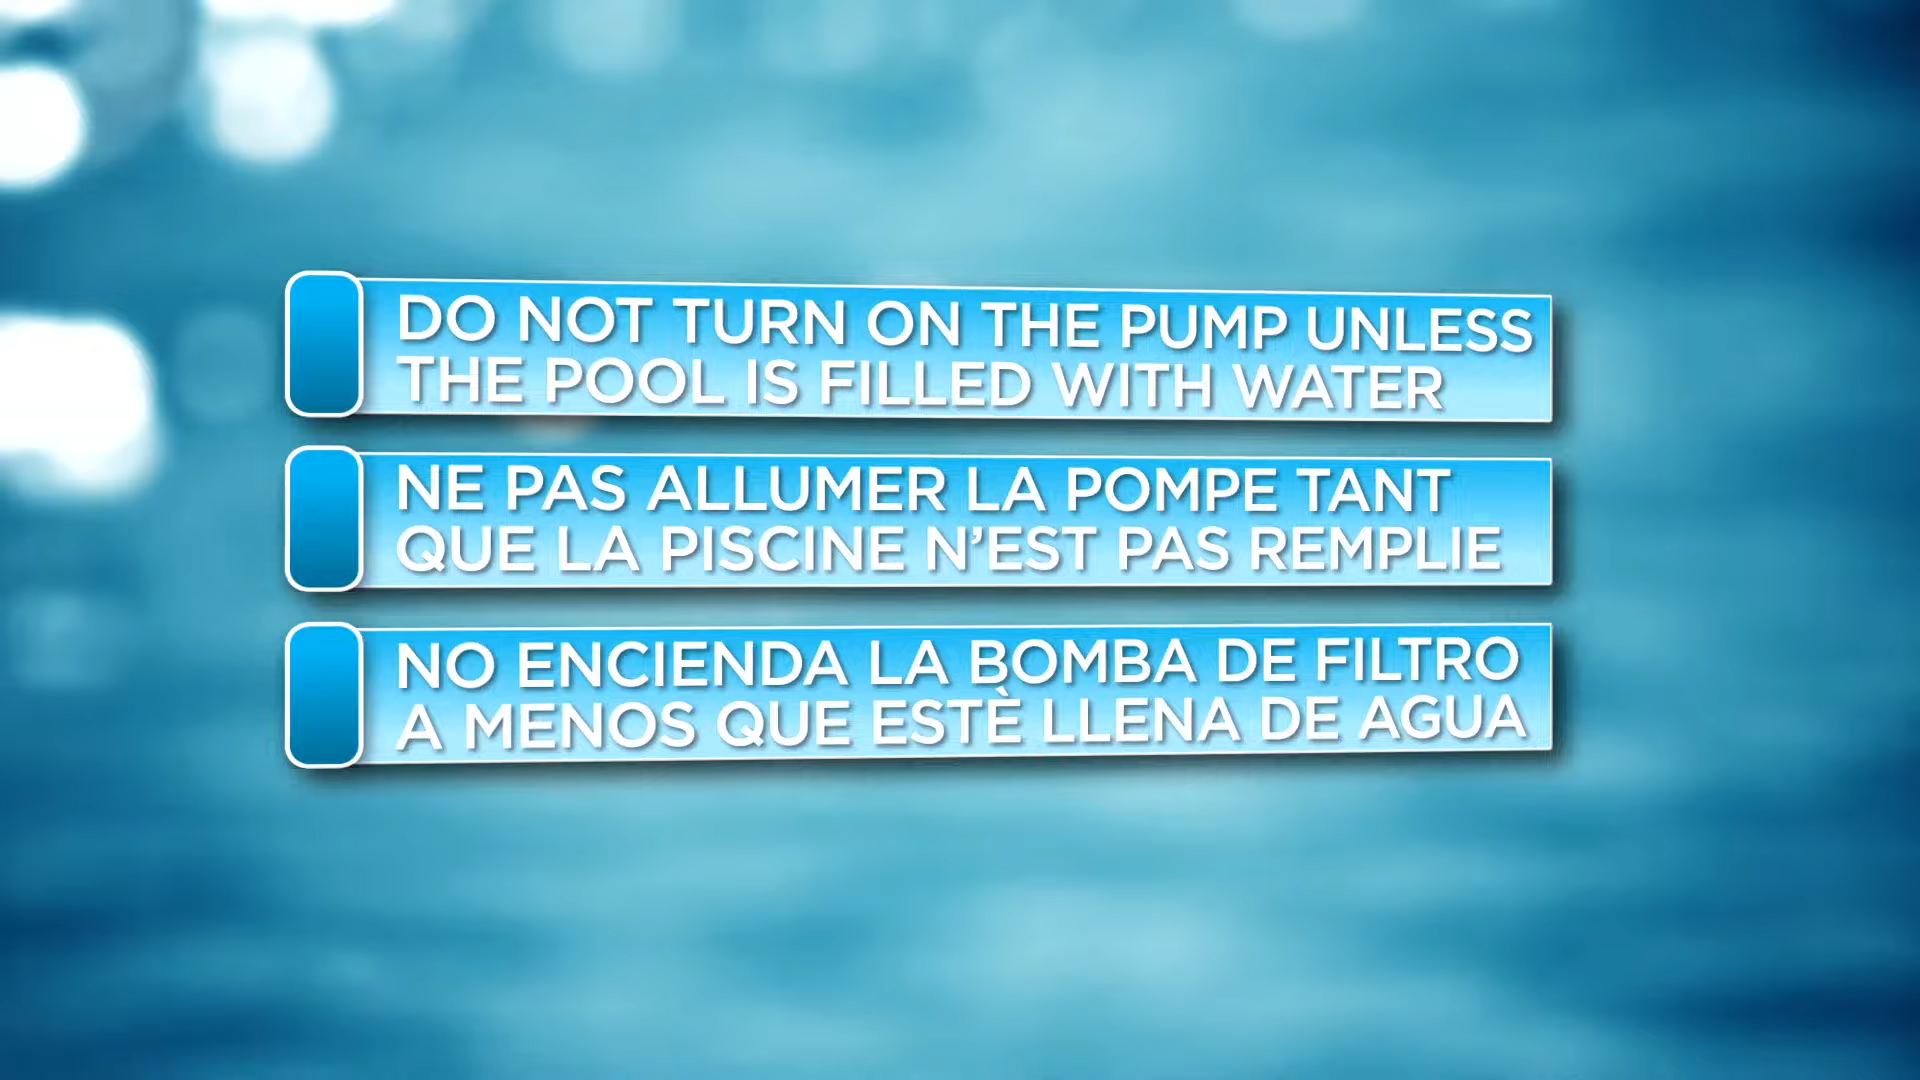 DO NOT TURN ON THE PUMP UNLESS
THE POOL IS FILLED WITH WATER
NE PAS ALLUMER LA POMPE TANT
QUE LA PISCINE N’EST PAS REMPLIE
NO ENCIENDA LA BOMBA DE FILTRO
A MENOS QUE ESTÈ LLENA DE AGUA